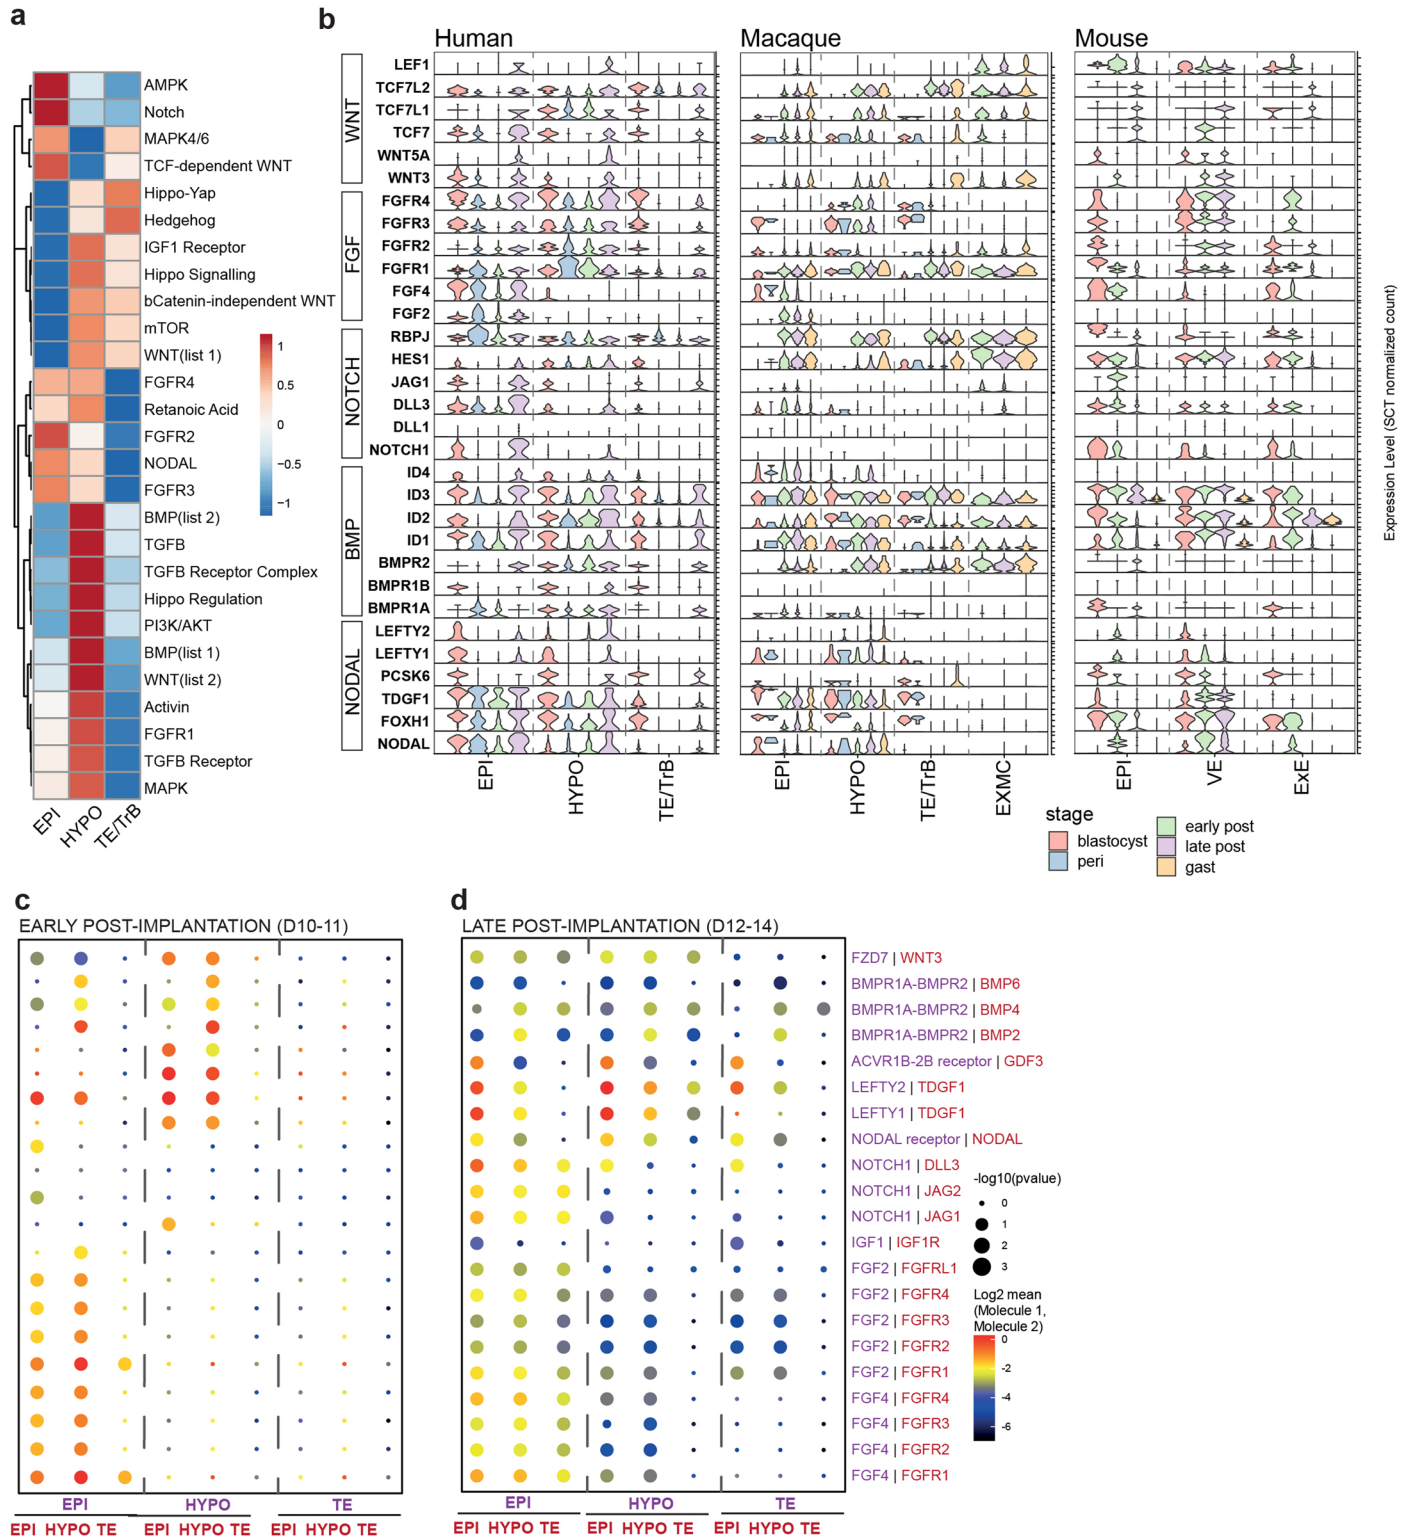 a
AMPK
Notch
MAPK4/6
TCF-dependent WNT
Hippo-Yap
Hedgehog
IGF1 Receptor
Hippo Signalling
bCatenin-independent WNT
mTOR
WNT(list 1)
FGFR4
Retanoic Acid
FGFR2
NODAL
FGFR3
BMP(list 2)
TGFB
TGFB Receptor Complex
Hippo Regulation
PI3K/AKT
BMP(list 1)
WNT(list 2)
Activin
FGFR1
TGFB Receptor
MAPK
EPI HYPO TE/TrB
1
0.5
0
−0.5
−1
b
Human Macaque Mouse
WNT
LEF1
TCF7L2
TCF7L1
TCF7
WNT5A
WNT3
FGF
FGFR4
FGFR3
FGFR2
FGFR1
FGF4
FGF2
NOTCH
RBPJ
HES1
JAG1
DLL3
DLL1
NOTCH1
BMP
ID4
ID3
ID2
ID1
BMPR2
BMPR1B
BMPR1A
NODAL
LEFTY2
LEFTY1
PCSK6
TDGF1
FOXH1
NODAL
EPI HYPO TE/TrB
EPI HYPO TE/TrB EXMC
EPI VE ExE
Expression Level (SCT normalized count)
stage
blastocyst
peri
early post
late post
gast
c
EARLY POST-IMPLANTATION (D10-11)
EPI HYPO TE
EPI HYPO TE EPI HYPO TE EPI HYPO TE
d
LATE POST-IMPLANTATION (D12-14)
FZD7 | WNT3
BMPR1A-BMPR2 | BMP6
BMPR1A-BMPR2 | BMP4
BMPR1A-BMPR2 | BMP2
ACVR1B-2B receptor | GDF3
LEFTY2 | TDGF1
LEFTY1 | TDGF1
NODAL receptor | NODAL
NOTCH1 | DLL3
NOTCH1 | JAG2
NOTCH1 | JAG1
IGF1 | IGF1R
FGF2 | FGFRL1
FGF2 | FGFR4
FGF2 | FGFR3
FGF2 | FGFR2
FGF2 | FGFR1
FGF4 | FGFR4
FGF4 | FGFR3
FGF4 | FGFR2
FGF4 | FGFR1
EPI HYPO TE
EPI HYPO TE EPI HYPO TE EPI HYPO TE
-log10(pvalue)
0
1
2
3
Log2 mean
(Molecule 1,
Molecule 2)
0
-2
-4
-6